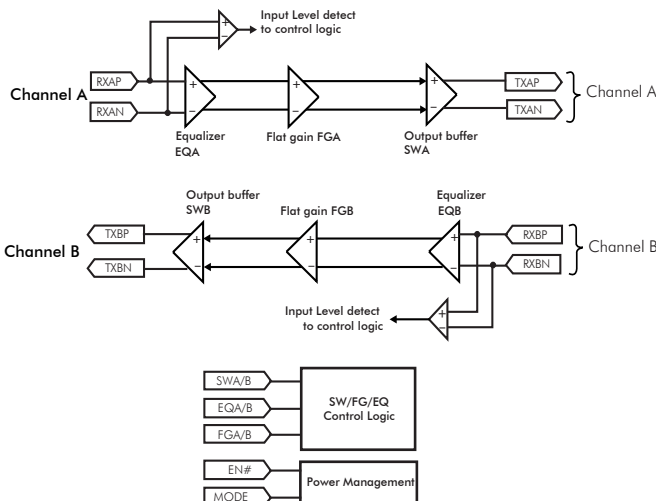 Input Level detect
to control logic
+
−
Channel A
RXAP
RXAN
+
−
+
−
+
−
TXAP
TXAN
Channel A
Equalizer
EQA
Flat gain FGA
Output buffer
SWA
Output buffer
SWB
Flat gain FGB
Equalizer
EQB
Channel B
TXBP
TXBN
+
−
+
−
+
−
RXBP
RXBN
Channel B
Input Level detect
to control logic
+
−
SWA/B
EQA/B
FGA/B
SW/FG/EQ
Control Logic
EN#
MODE
Power Management